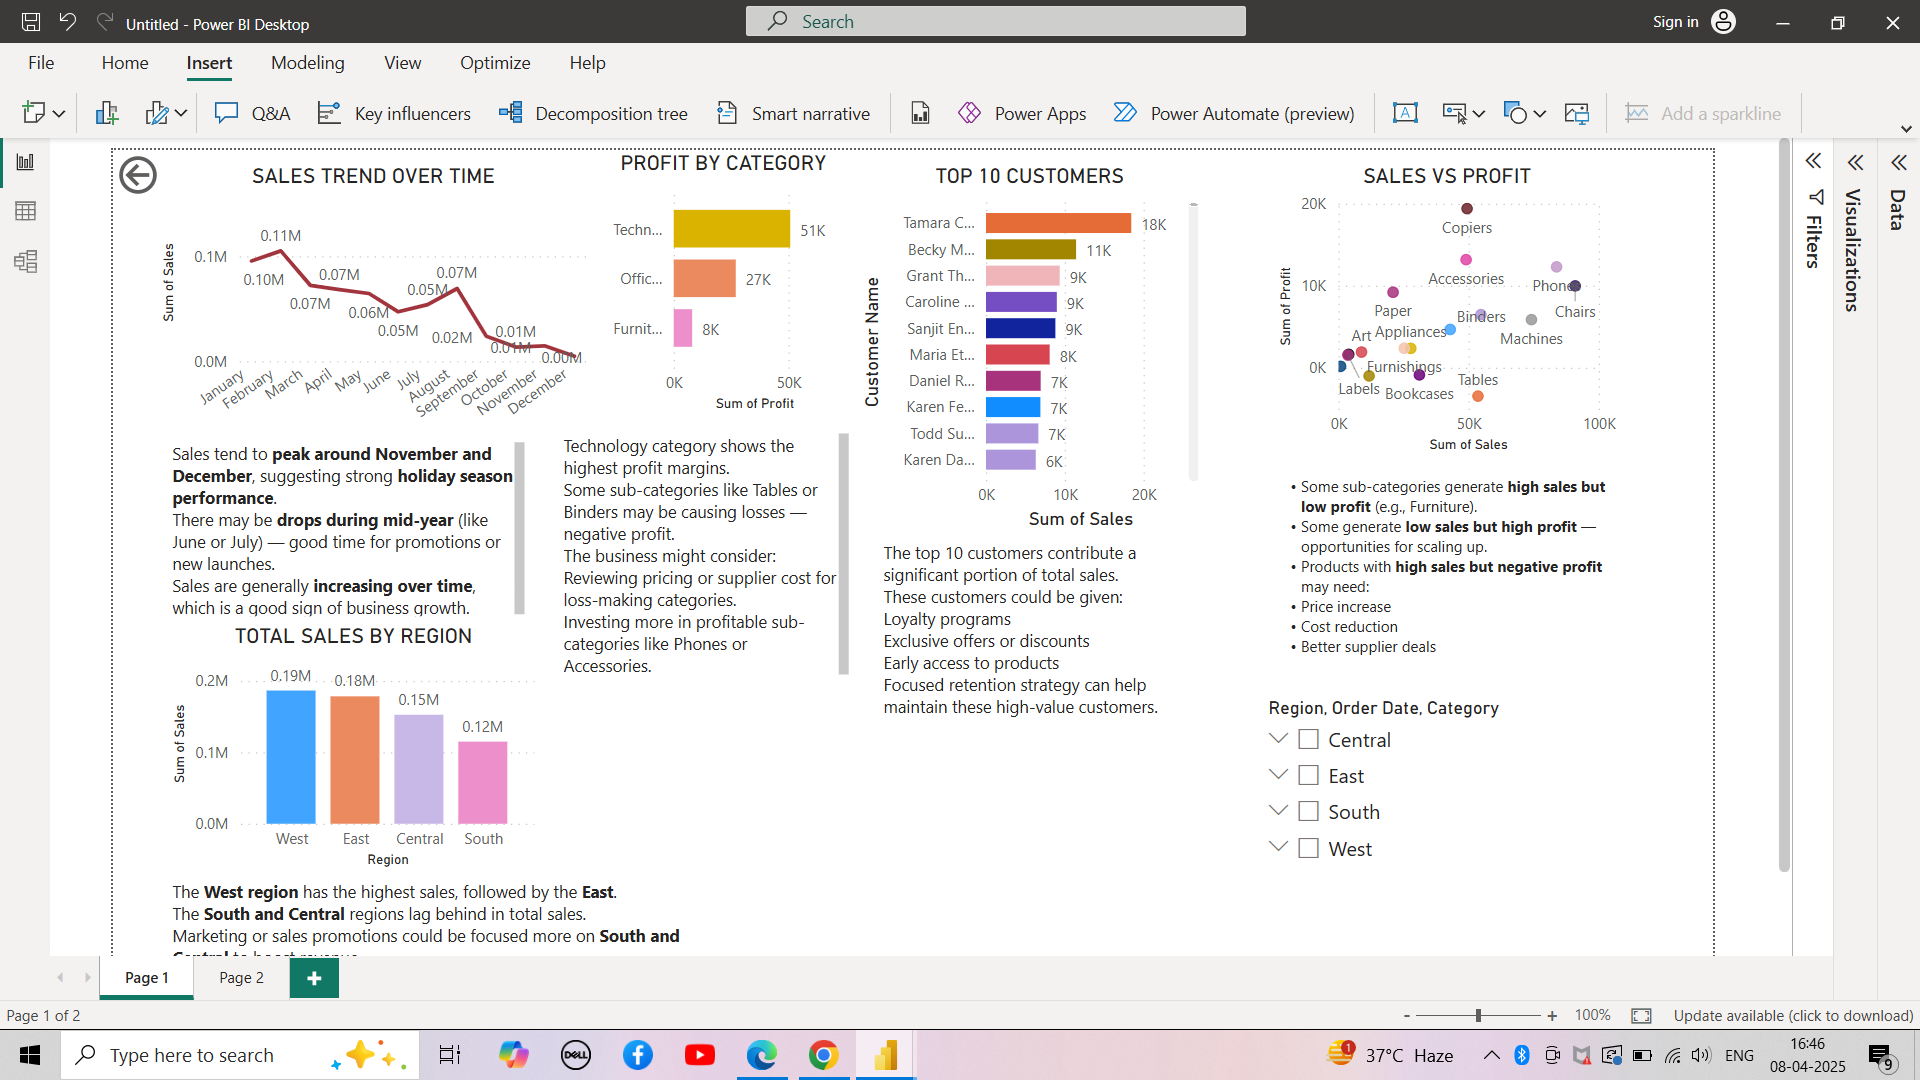 Untitled - Power BI Desktop
Search
Sign in
File Home Insert Modeling View Optimize Help
Q&A Key influencers Decomposition tree Smart narrative Power Apps Power Automate (preview) Add a sparkline
SALES TREND OVER TIME
Sum of Sales
0.1M
0.0M
0.11M
0.10M
0.07M
0.07M
0.06M
0.05M
0.05M
0.07M
0.02M
0.01M
0.01M
0.00M
January
February
March
April
May
June
July
August
September
October
November
December
Sales tend to peak around November and
December, suggesting strong holiday season
performance.
There may be drops during mid-year (like
June or July) — good time for promotions or
new launches.
Sales are generally increasing over time,
which is a good sign of business growth.
TOTAL SALES BY REGION
Sum of Sales
0.2M
0.1M
0.0M
0.19M
0.18M
0.15M
0.12M
West East Central South
Region
The West region has the highest sales, followed by the East.
The South and Central regions lag behind in total sales.
Marketing or sales promotions could be focused more on South and
PROFIT BY CATEGORY
Techn... 51K
Offic... 27K
Furnit... 8K
0K 50K
Sum of Profit
Technology category shows the
highest profit margins.
Some sub-categories like Tables or
Binders may be causing losses —
negative profit.
The business might consider:
Reviewing pricing or supplier cost for
loss-making categories.
Investing more in profitable sub-
categories like Phones or
Accessories.
TOP 10 CUSTOMERS
Customer Name
Tamara C... 18K
Becky M... 11K
Grant Th... 9K
Caroline ... 9K
Sanjit En... 9K
Maria Et... 8K
Daniel R... 7K
Karen Fe... 7K
Todd Su... 7K
Karen Da... 6K
0K 10K 20K
Sum of Sales
The top 10 customers contribute a
significant portion of total sales.
These customers could be given:
Loyalty programs
Exclusive offers or discounts
Early access to products
Focused retention strategy can help
maintain these high-value customers.
SALES VS PROFIT
Sum of Profit
20K
10K
0K
Copiers
Accessories
Phone
Chairs
Paper
Binders
Machines
Art
Appliances
Furnishings
Labels
Bookcases
Tables
0K 50K 100K
Sum of Sales
• Some sub-categories generate high sales but
low profit (e.g., Furniture).
• Some generate low sales but high profit —
opportunities for scaling up.
• Products with high sales but negative profit
may need:
• Price increase
• Cost reduction
• Better supplier deals
Region, Order Date, Category
Central
East
South
West
Filters
Visualizations
Data
Page 1 Page 2
Page 1 of 2
- + 100%
Update available (click to download)
Type here to search
DELL
1
37°C Haze
ENG
16:46
08-04-2025
9